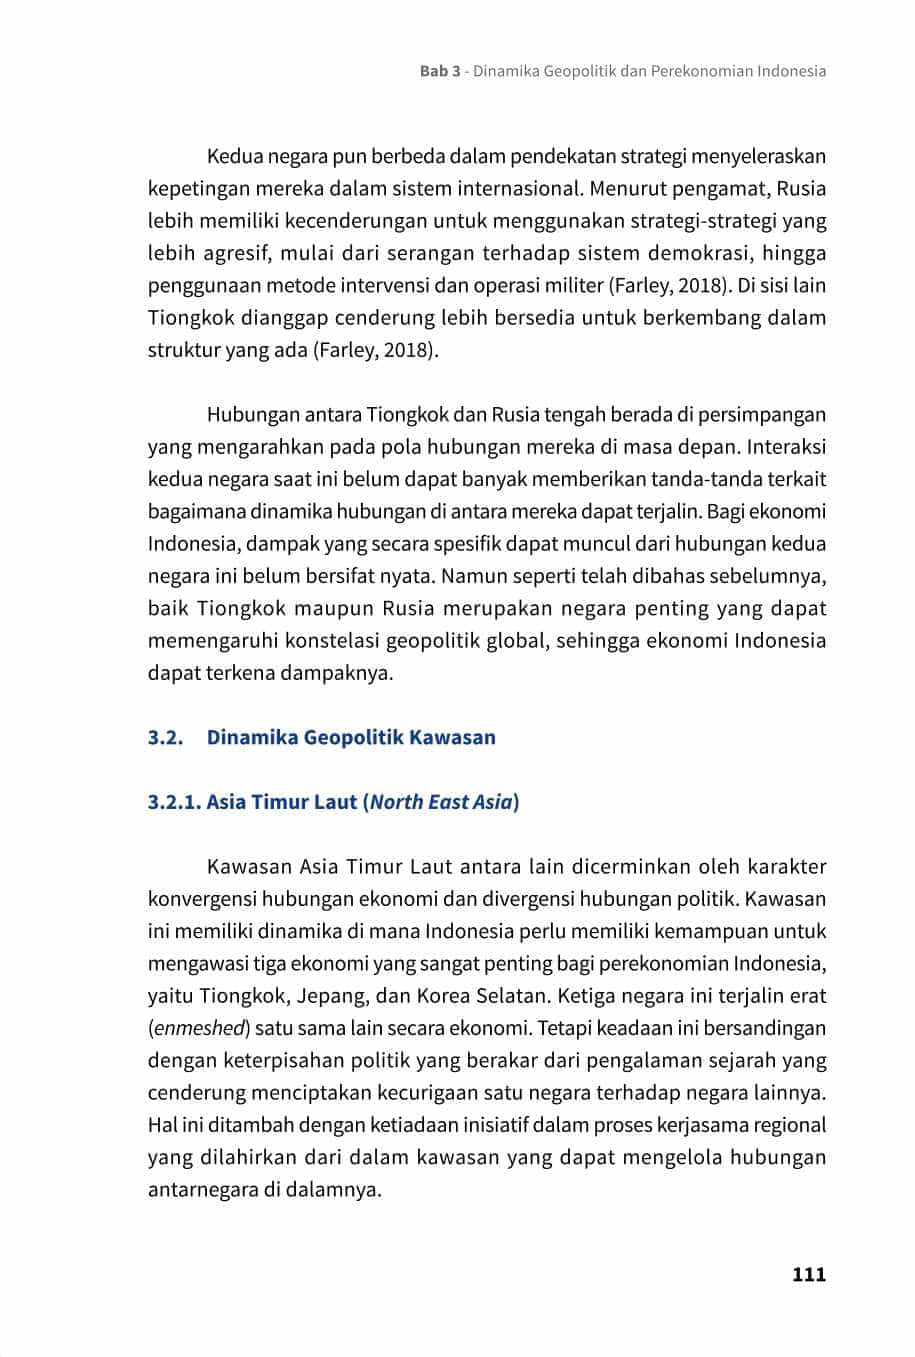 Bab 3 - Dinamika Geopolitik dan Perekonomian Indonesia
Kedua negara pun berbeda dalam pendekatan strategi menyeleraskan
kepetingan mereka dalam sistem internasional. Menurut pengamat, Rusia
lebih memiliki kecenderungan untuk menggunakan strategi-strategi yang
lebih agresif, mulai dari serangan terhadap sistem demokrasi, hingga
penggunaan metode intervensi dan operasi militer (Farley, 2018). Di sisi lain
Tiongkok dianggap cenderung lebih bersedia untuk berkembang dalam
struktur yang ada (Farley, 2018).
Hubungan antara Tiongkok dan Rusia tengah berada di persimpangan
yang mengarahkan pada pola hubungan mereka di masa depan. Interaksi
kedua negara saat ini belum dapat banyak memberikan tanda-tanda terkait
bagaimana dinamika hubungan di antara mereka dapat terjalin. Bagi ekonomi
Indonesia, dampak yang secara spesifik dapat muncul dari hubungan kedua
negara ini belum bersifat nyata. Namun seperti telah dibahas sebelumnya,
baik Tiongkok maupun Rusia merupakan negara penting yang dapat
memengaruhi konstelasi geopolitik global, sehingga ekonomi Indonesia
dapat terkena dampaknya.
3.2. Dinamika Geopolitik Kawasan
3.2.1. Asia Timur Laut (North East Asia)
Kawasan Asia Timur Laut antara lain dicerminkan oleh karakter
konvergensi hubungan ekonomi dan divergensi hubungan politik. Kawasan
ini memiliki dinamika di mana Indonesia perlu memiliki kemampuan untuk
mengawasi tiga ekonomi yang sangat penting bagi perekonomian Indonesia,
yaitu Tiongkok, Jepang, dan Korea Selatan. Ketiga negara ini terjalin erat
(enmeshed) satu sama lain secara ekonomi. Tetapi keadaan ini bersandingan
dengan keterpisahan politik yang berakar dari pengalaman sejarah yang
cenderung menciptakan kecurigaan satu negara terhadap negara lainnya.
Hal ini ditambah dengan ketiadaan inisiatif dalam proses kerjasama regional
yang dilahirkan dari dalam kawasan yang dapat mengelola hubungan
antarnegara di dalamnya.
111